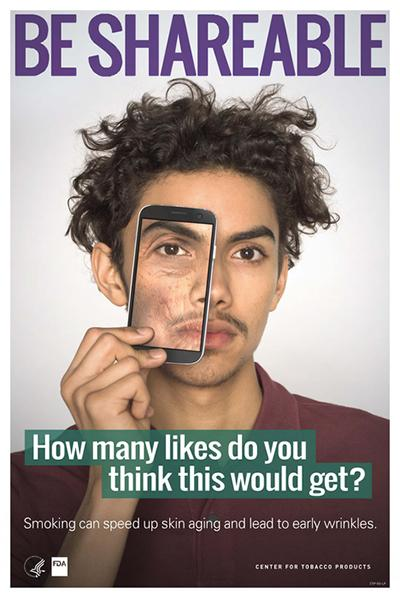 BE SHAREABLE
How many likes do you
think this would get?
Smoking can speed up skin aging and lead to early wrinkles.
FDA
CENTER FOR TOBACCO PRODUCTS